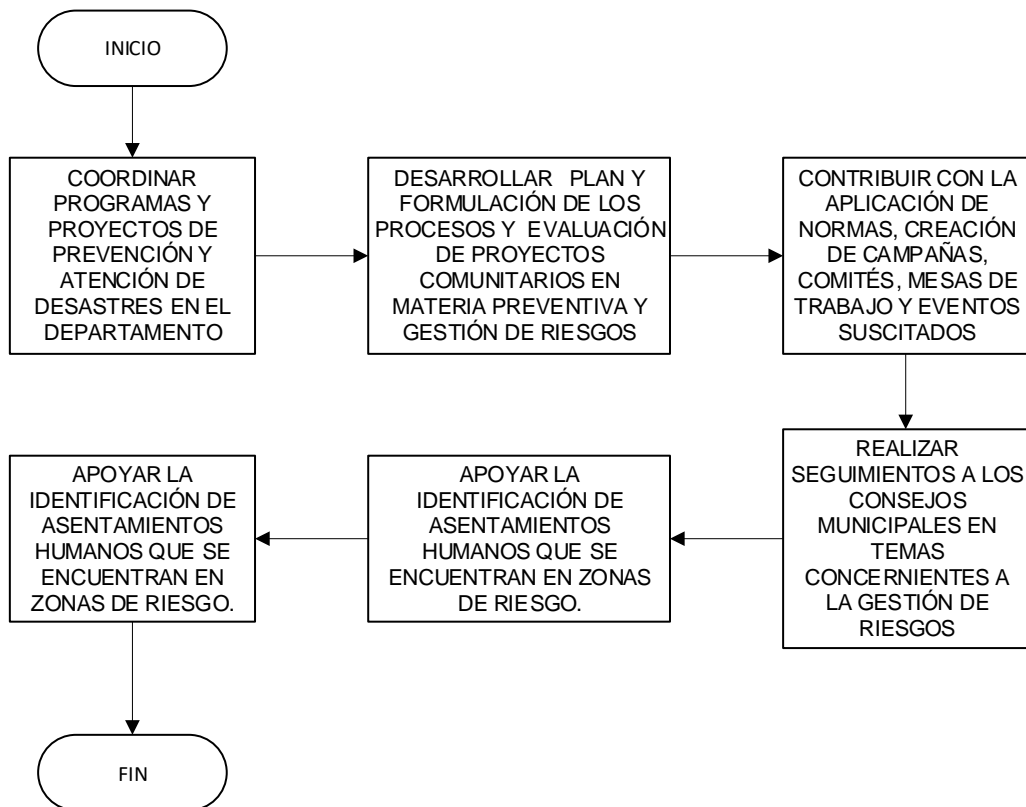 INICIO
COORDINAR
PROGRAMAS Y
PROYECTOS DE
PREVENCIÓN Y
ATENCIÓN DE
DESASTRES EN EL
DEPARTAMENTO
DESARROLLAR PLAN Y
FORMULACIÓN DE LOS
PROCESOS Y EVALUACIÓN
DE PROYECTOS
COMUNITARIOS EN
MATERIA PREVENTIVA Y
GESTIÓN DE RIESGOS
CONTRIBUIR CON LA
APLICACIÓN DE
NORMAS, CREACIÓN
DE CAMPAÑAS,
COMITÉS, MESAS DE
TRABAJO Y EVENTOS
SUSCITADOS
REALIZAR
SEGUIMIENTOS A LOS
CONSEJOS
MUNICIPALES EN
TEMAS
CONCERNIENTES A
LA GESTIÓN DE
RIESGOS
APOYAR LA
IDENTIFICACIÓN DE
ASENTAMIENTOS
HUMANOS QUE SE
ENCUENTRAN EN ZONAS
DE RIESGO.
APOYAR LA
IDENTIFICACIÓN DE
ASENTAMIENTOS
HUMANOS QUE SE
ENCUENTRAN EN
ZONAS DE RIESGO.
FIN